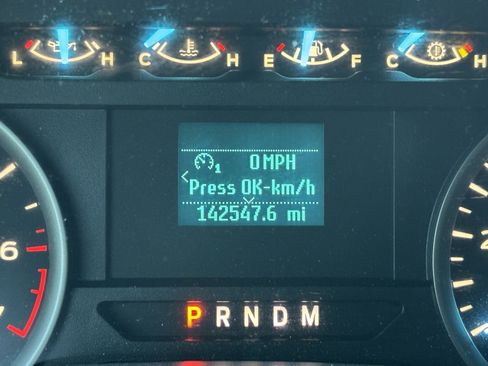 L H C H E F C H
0 MPH
Press OK-km/h
142547.6 mi
6
P R N D M